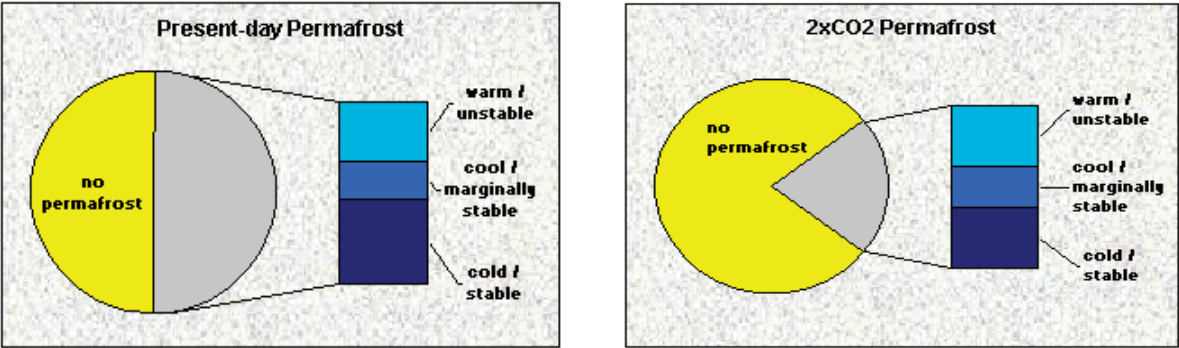 Present-day Permafrost
no
permafrost
warm /
unstable
cool /
marginally
stable
cold /
stable
2xCO2 Permafrost
no
permafrost
warm /
unstable
cool /
marginally
stable
cold /
stable